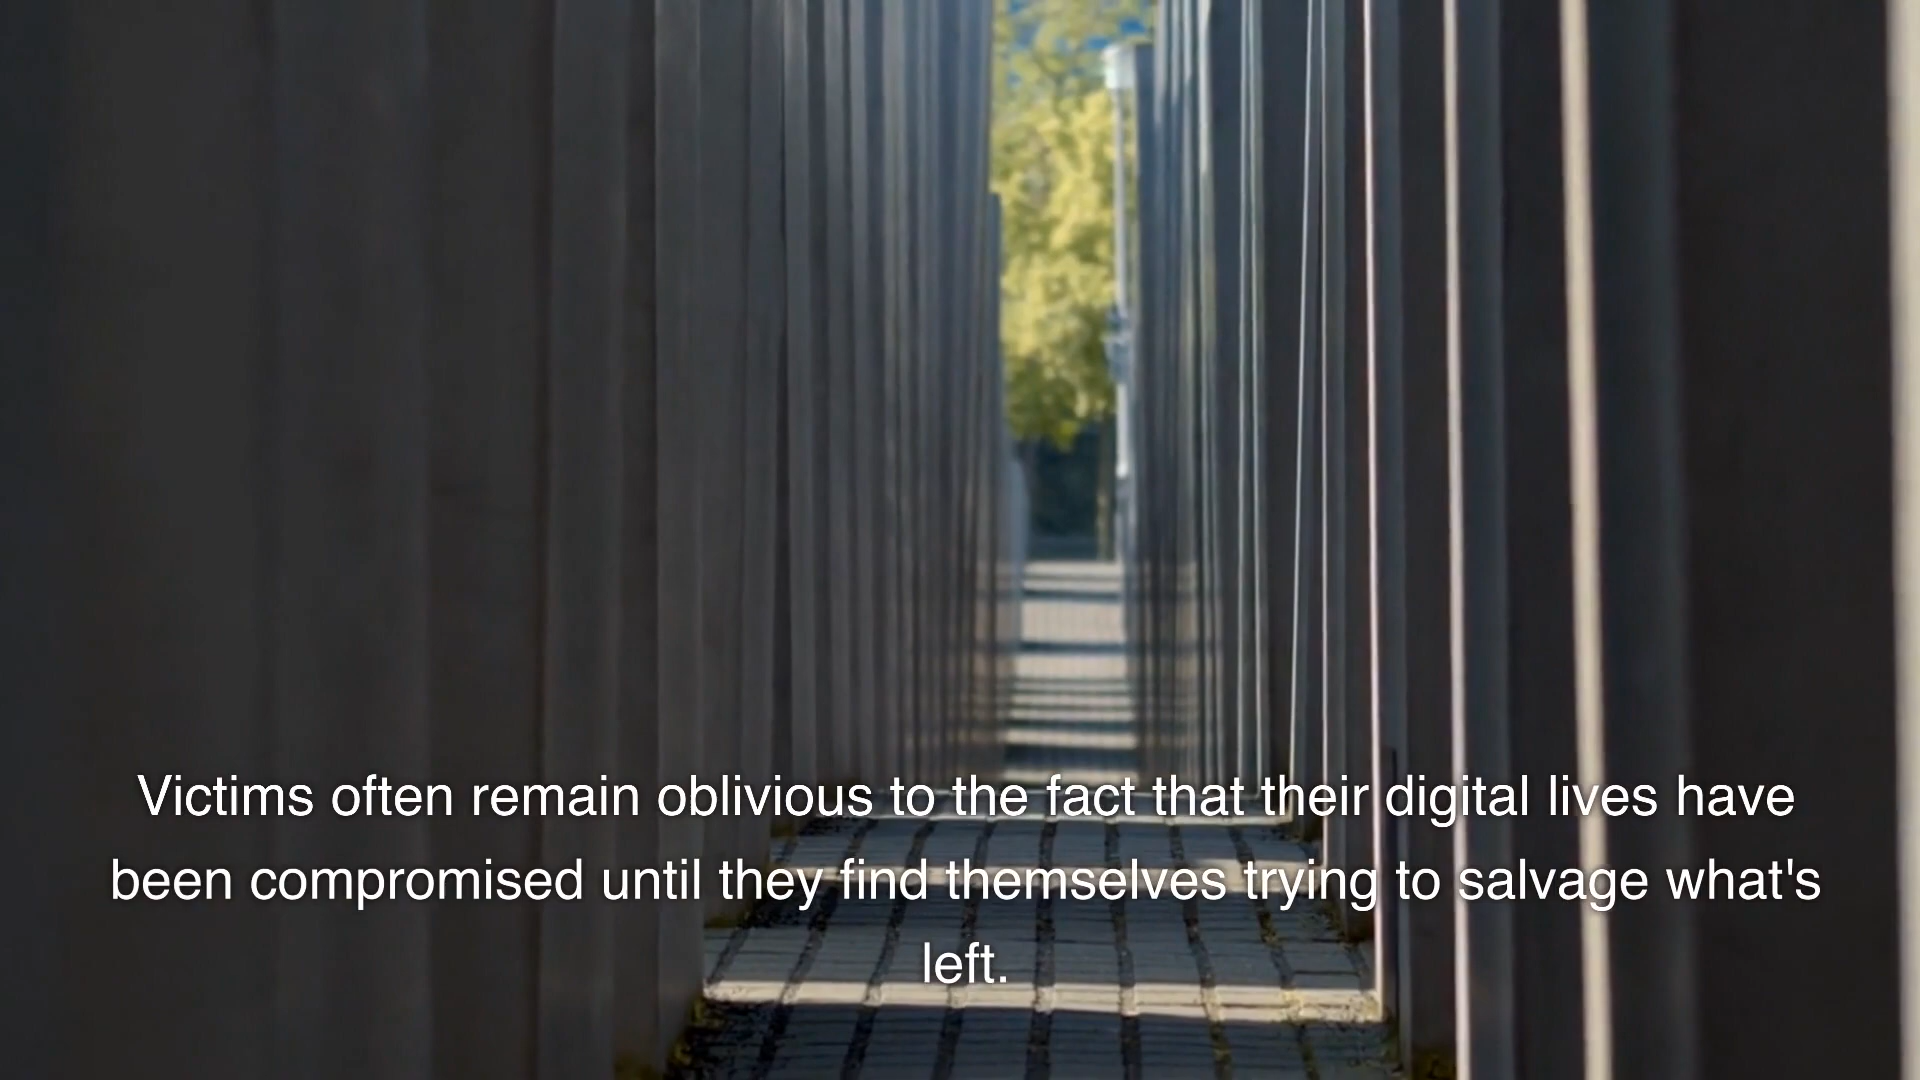 Victims often remain oblivious to the fact that their digital lives have
been compromised until they find themselves trying to salvage what's
left.